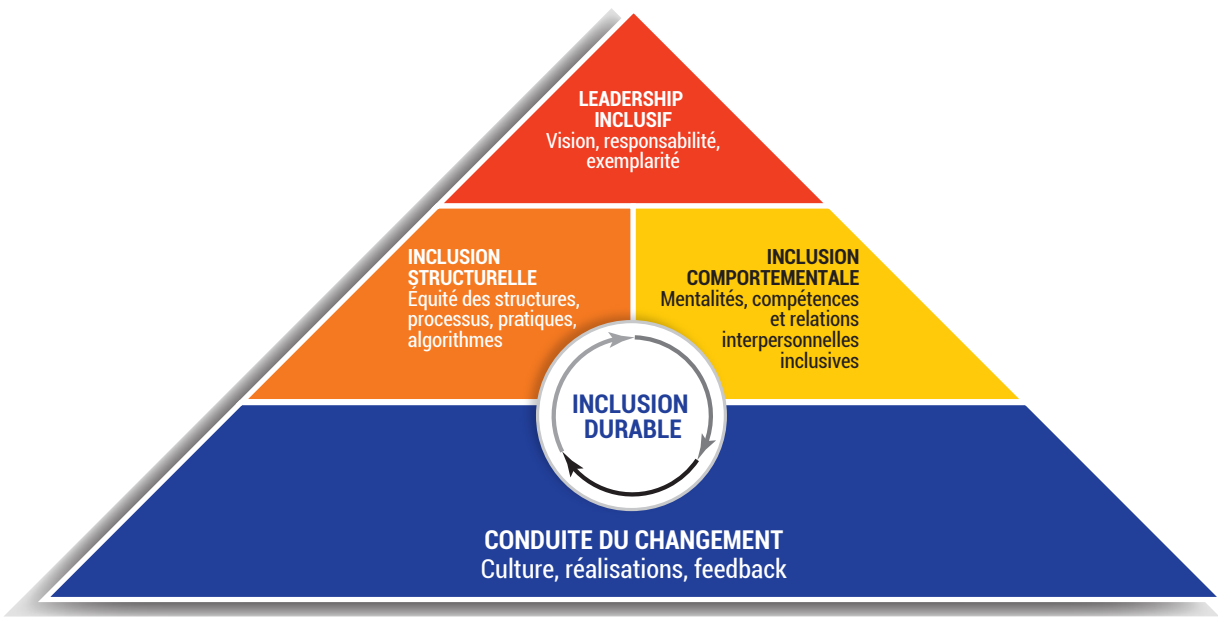 LEADERSHIP
INCLUSIF
Vision, responsabilité,
exemplarité
INCLUSION
STRUCTURELLE
Équité des structures,
processus, pratiques,
algorithmes
INCLUSION
COMPORTEMENTALE
Mentalités, compétences
et relations
interpersonnelles
inclusives
INCLUSION
DURABLE
CONDUITE DU CHANGEMENT
Culture, réalisations, feedback